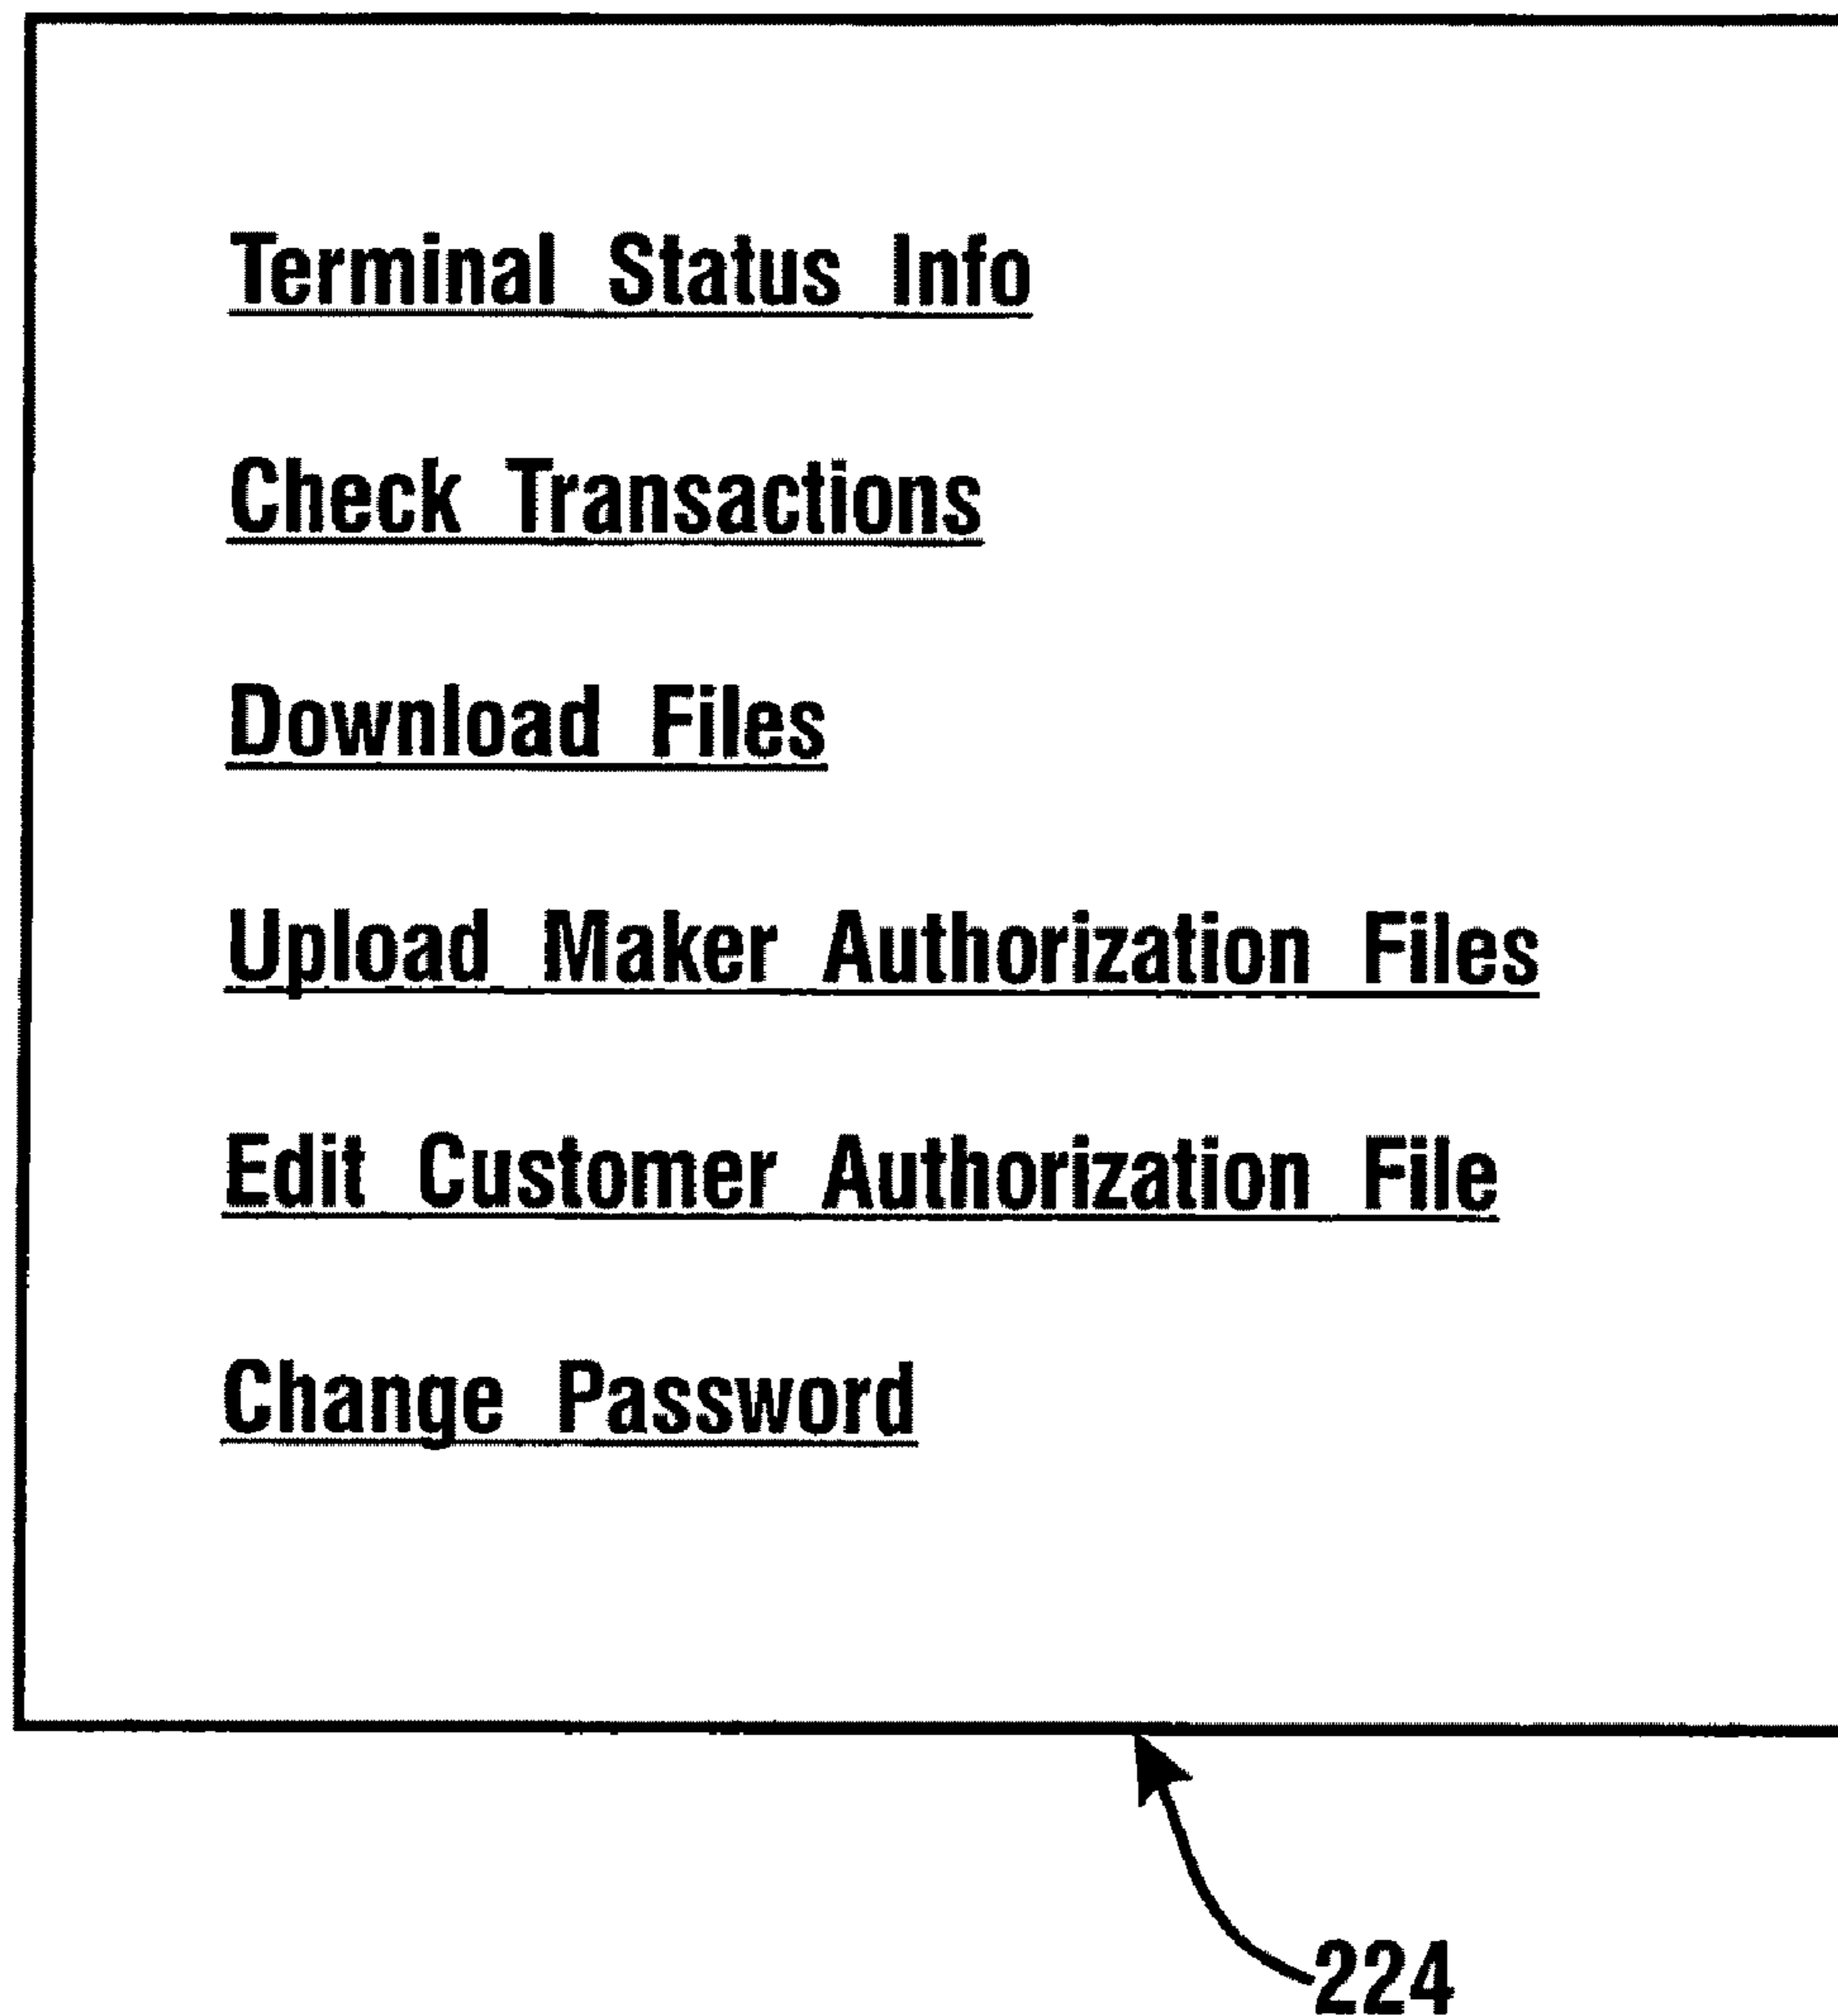 Terminal Status Info
Check Transactions
Download Files
Upload Maker Authorization Files
Edit Customer Authorization File
Change Password
224